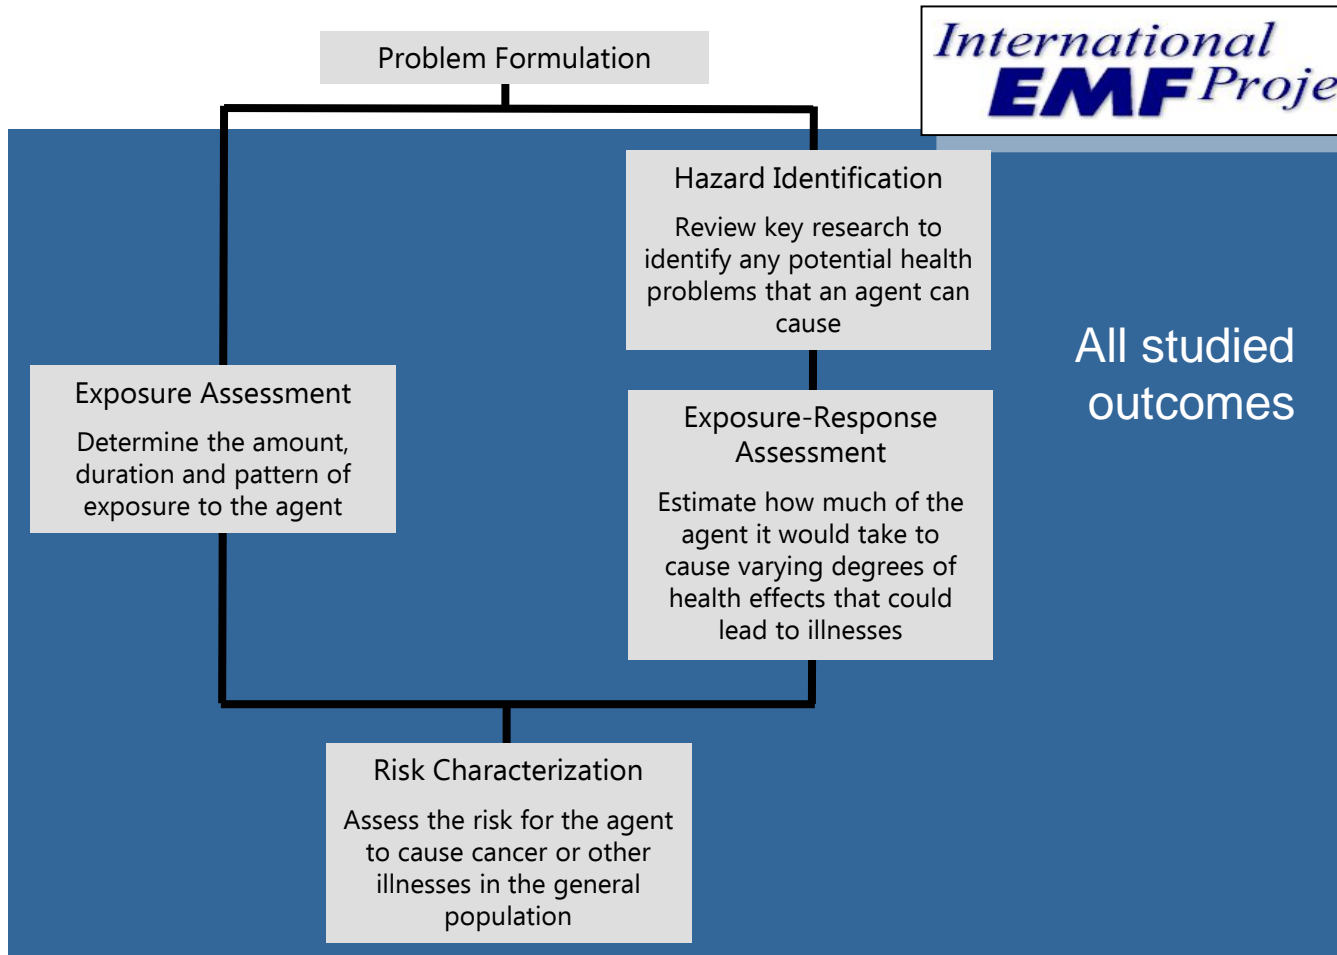 Problem Formulation
International
EMF Proje
Hazard Identification
Review key research to
identify any potential health
problems that an agent can
cause
All studied
outcomes
Exposure Assessment
Determine the amount,
duration and pattern of
exposure to the agent
Exposure-Response
Assessment
Estimate how much of the
agent it would take to
cause varying degrees of
health effects that could
lead to illnesses
Risk Characterization
Assess the risk for the agent
to cause cancer or other
illnesses in the general
population